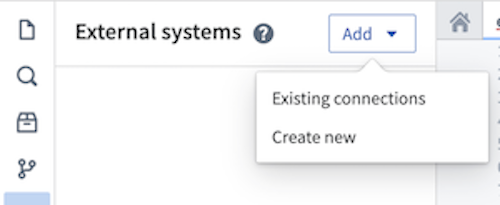 External systems
Add
Existing connections
Create new